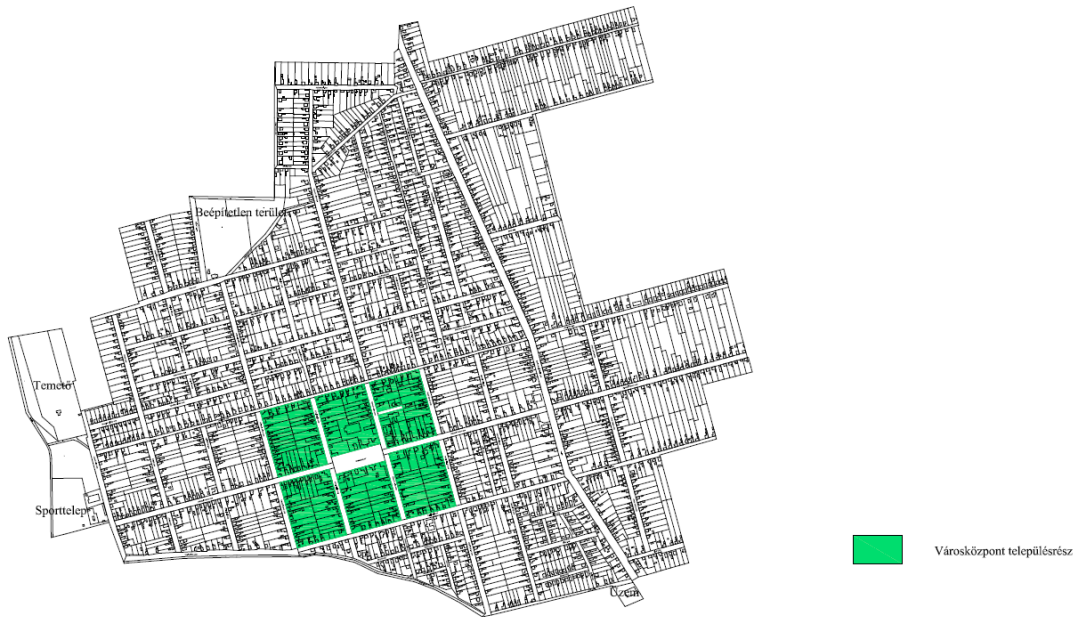 Beépítetlen terület
Temető
Sporttelep
Üzem
Városközpont településrész